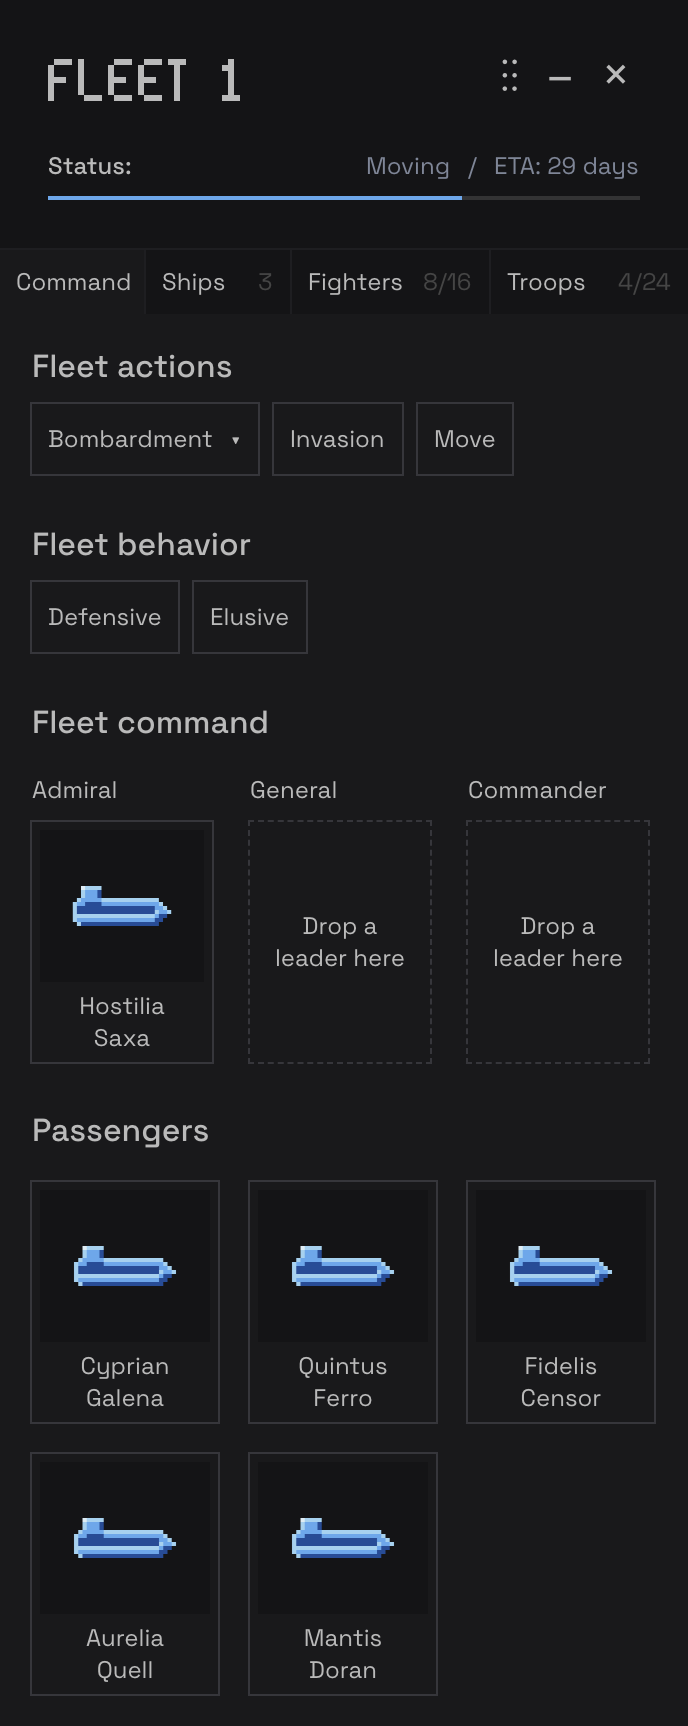 FLEET 1
Status: Moving / ETA: 29 days
Command Ships 3 Fighters 8/16 Troops 4/24
Fleet actions
Bombardment Invasion Move
Fleet behavior
Defensive Elusive
Fleet command
Admiral General Commander
Drop a Drop a
leader here leader here
Hostilia
Saxa
Passengers
Cyprian Quintus Fidelis
Galena Ferro Censor
Aurelia Mantis
Quell Doran